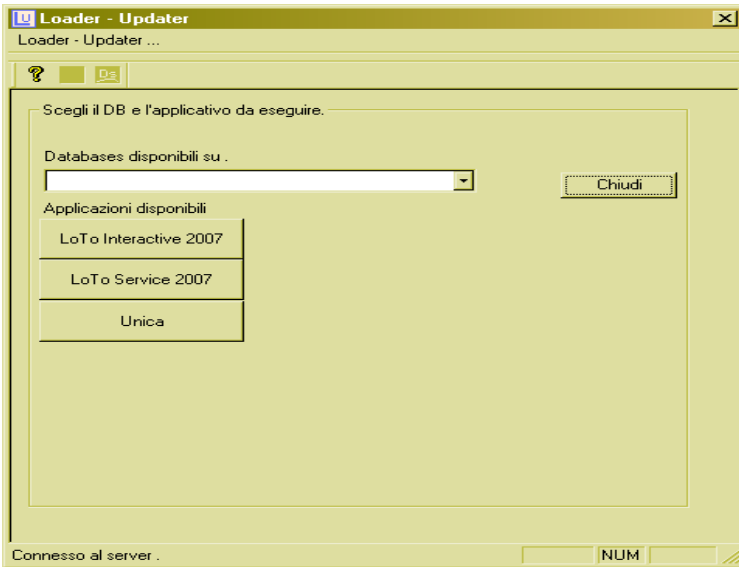 Loader - Updater
Loader - Updater ...
Ds
Scegli il DB e l'applicativo da eseguire.
Databases disponibili su .
Chiudi
Applicazioni disponibili
LoTo Interactive 2007
LoTo Service 2007
Unica
Connesso al server .
NUM